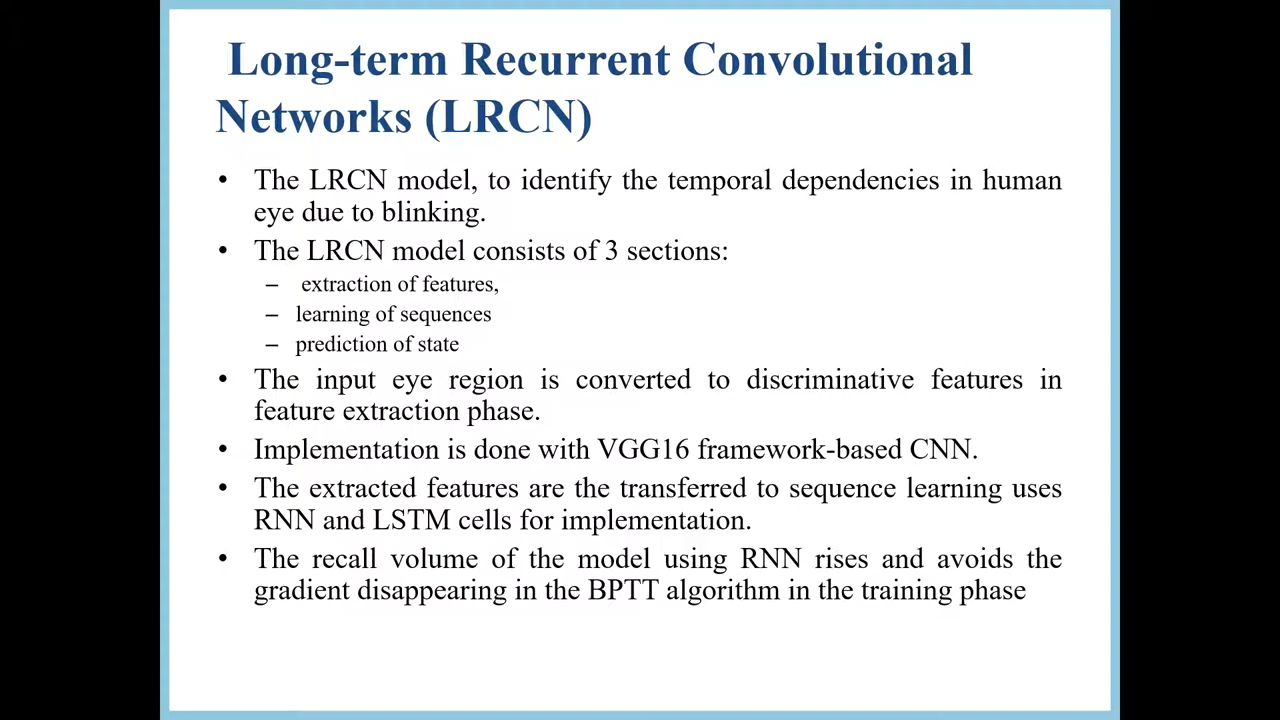 Long-term Recurrent Convolutional
Networks (LRCN)
• The LRCN model, to identify the temporal dependencies in human
eye due to blinking.
• The LRCN model consists of 3 sections:
– extraction of features,
– learning of sequences
– prediction of state
• The input eye region is converted to discriminative features in
feature extraction phase.
• Implementation is done with VGG16 framework-based CNN.
• The extracted features are the transferred to sequence learning uses
RNN and LSTM cells for implementation.
• The recall volume of the model using RNN rises and avoids the
gradient disappearing in the BPTT algorithm in the training phase